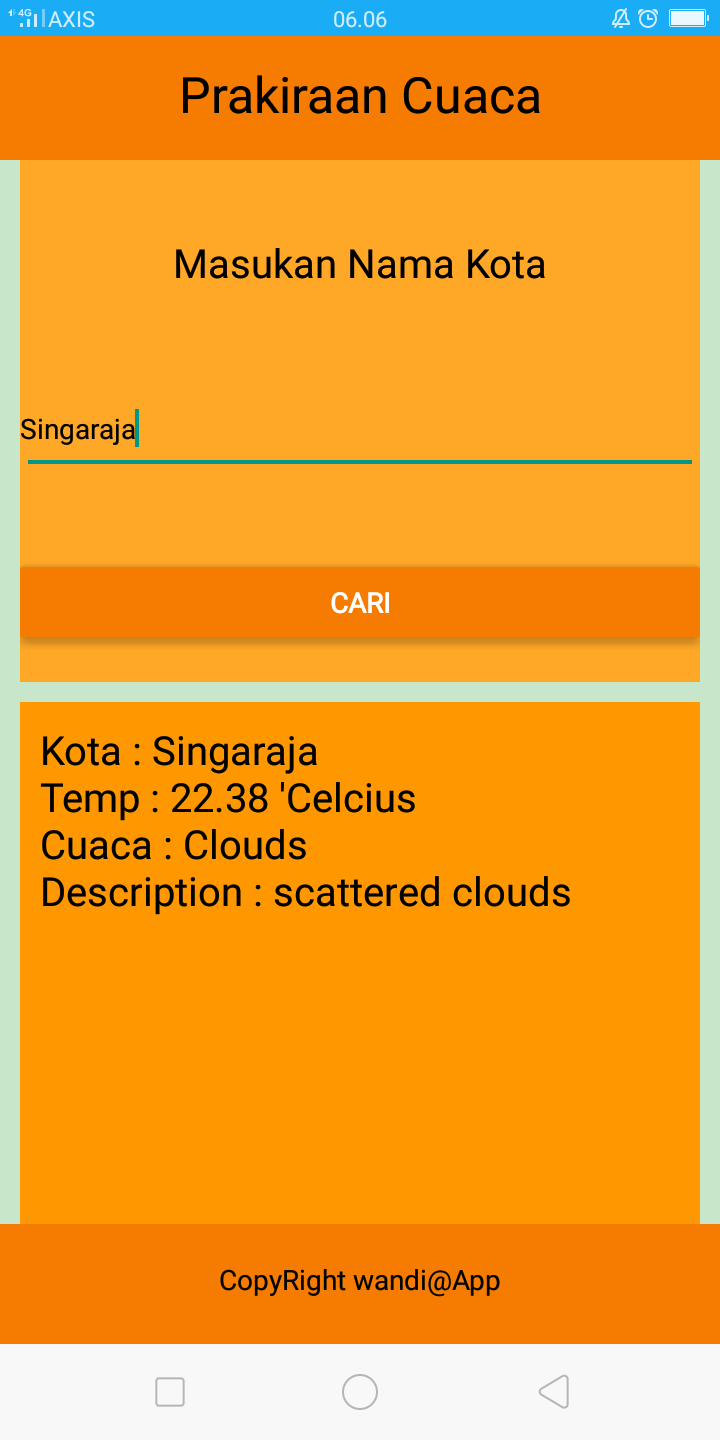 4G AXIS 06.06
Prakiraan Cuaca
Masukan Nama Kota
Singaraja
CARI
Kota : Singaraja
Temp : 22.38 'Celcius
Cuaca : Clouds
Description : scattered clouds
CopyRight wandi@App